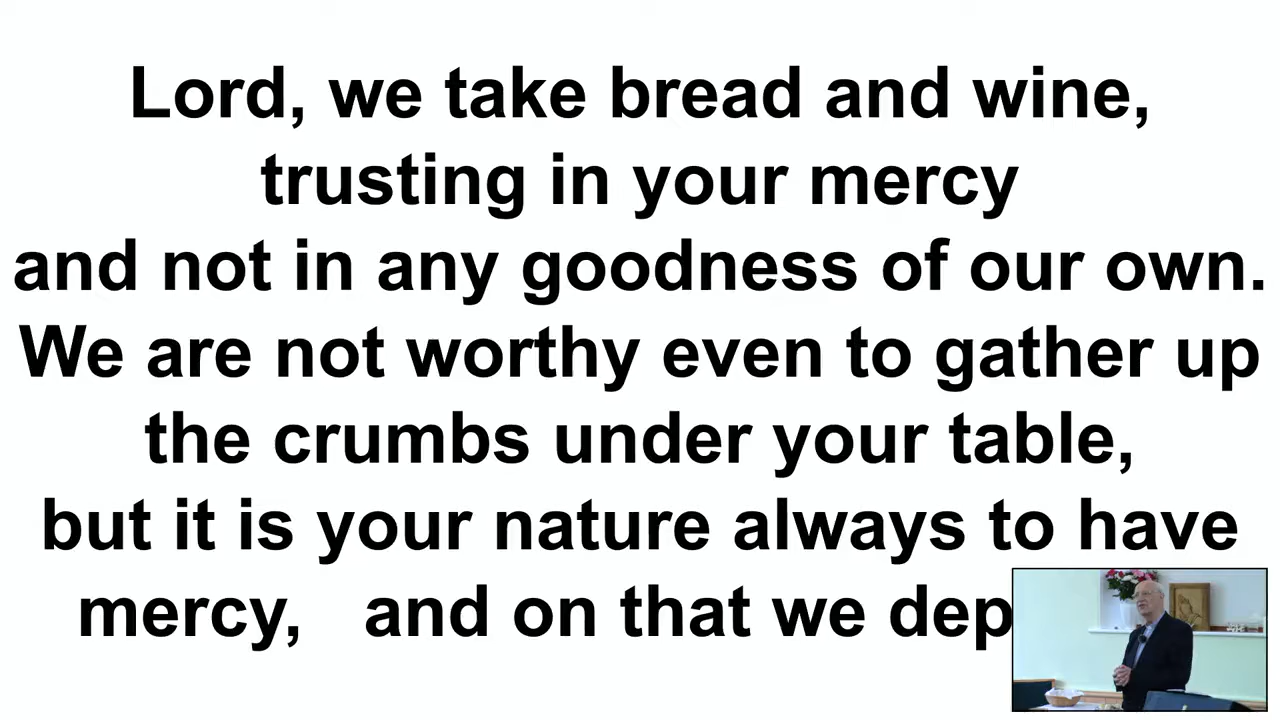 Lord, we take bread and wine,
trusting in your mercy
and not in any goodness of our own.
We are not worthy even to gather up
the crumbs under your table,
but it is your nature always to have
mercy, and on that we dep